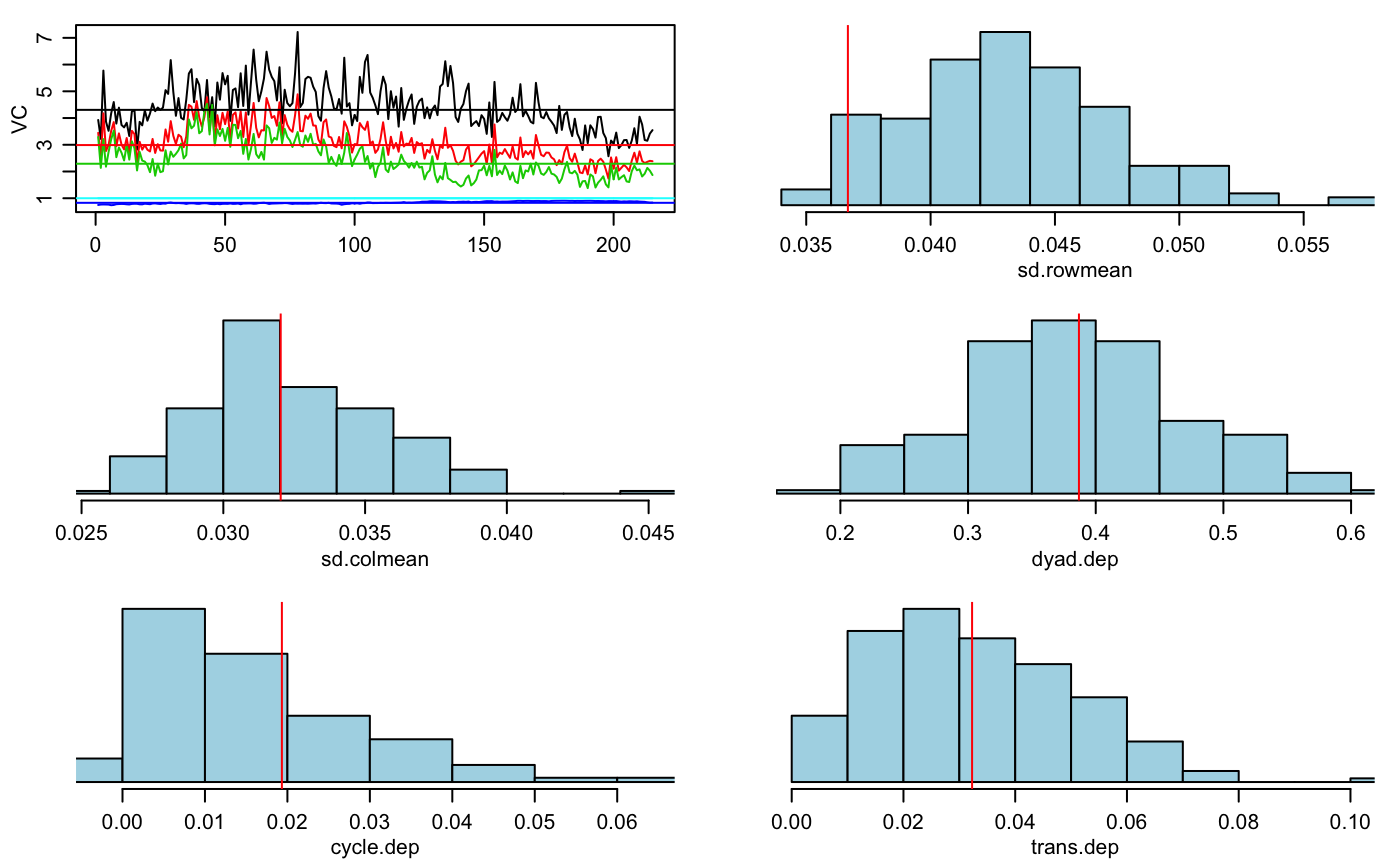 VC
7
5
3
1
0 50 100 150 200
0.035 0.040 0.045 0.050 0.055
sd.rowmean
0.025 0.030 0.035 0.040 0.045
sd.colmean
0.2 0.3 0.4 0.5 0.6
dyad.dep
0.00 0.01 0.02 0.03 0.04 0.05 0.06
cycle.dep
0.00 0.02 0.04 0.06 0.08 0.10
trans.dep